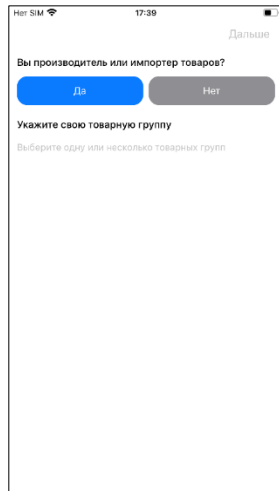 Нет SIM 17:39
Дальше
Вы производитель или импортер товаров?
Да Нет
Укажите свою товарную группу
Выберите одну или несколько товарных групп